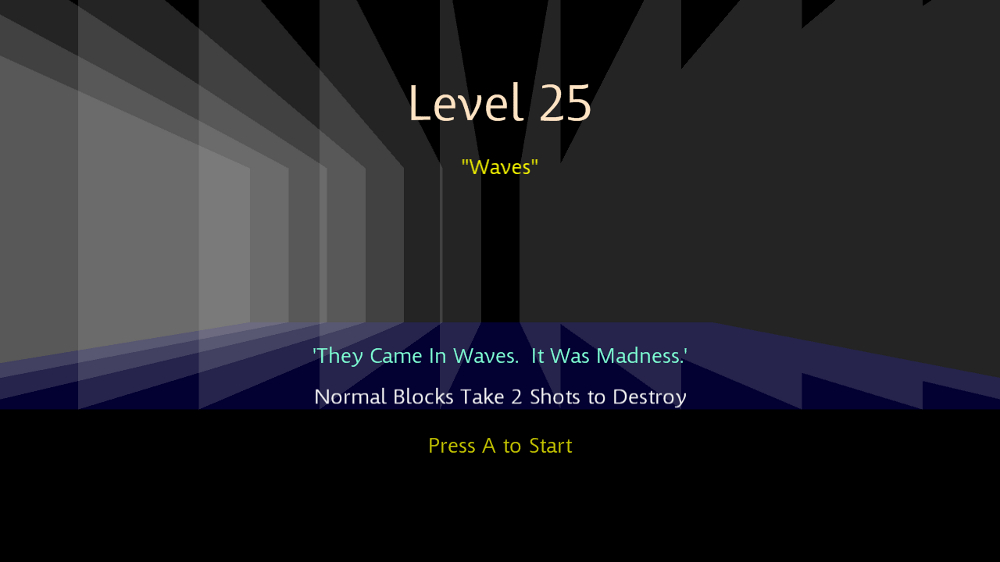 Level 25
"Waves"
'They Came In Waves.  It Was Madness.'
Normal Blocks Take 2 Shots to Destroy
Press A to Start